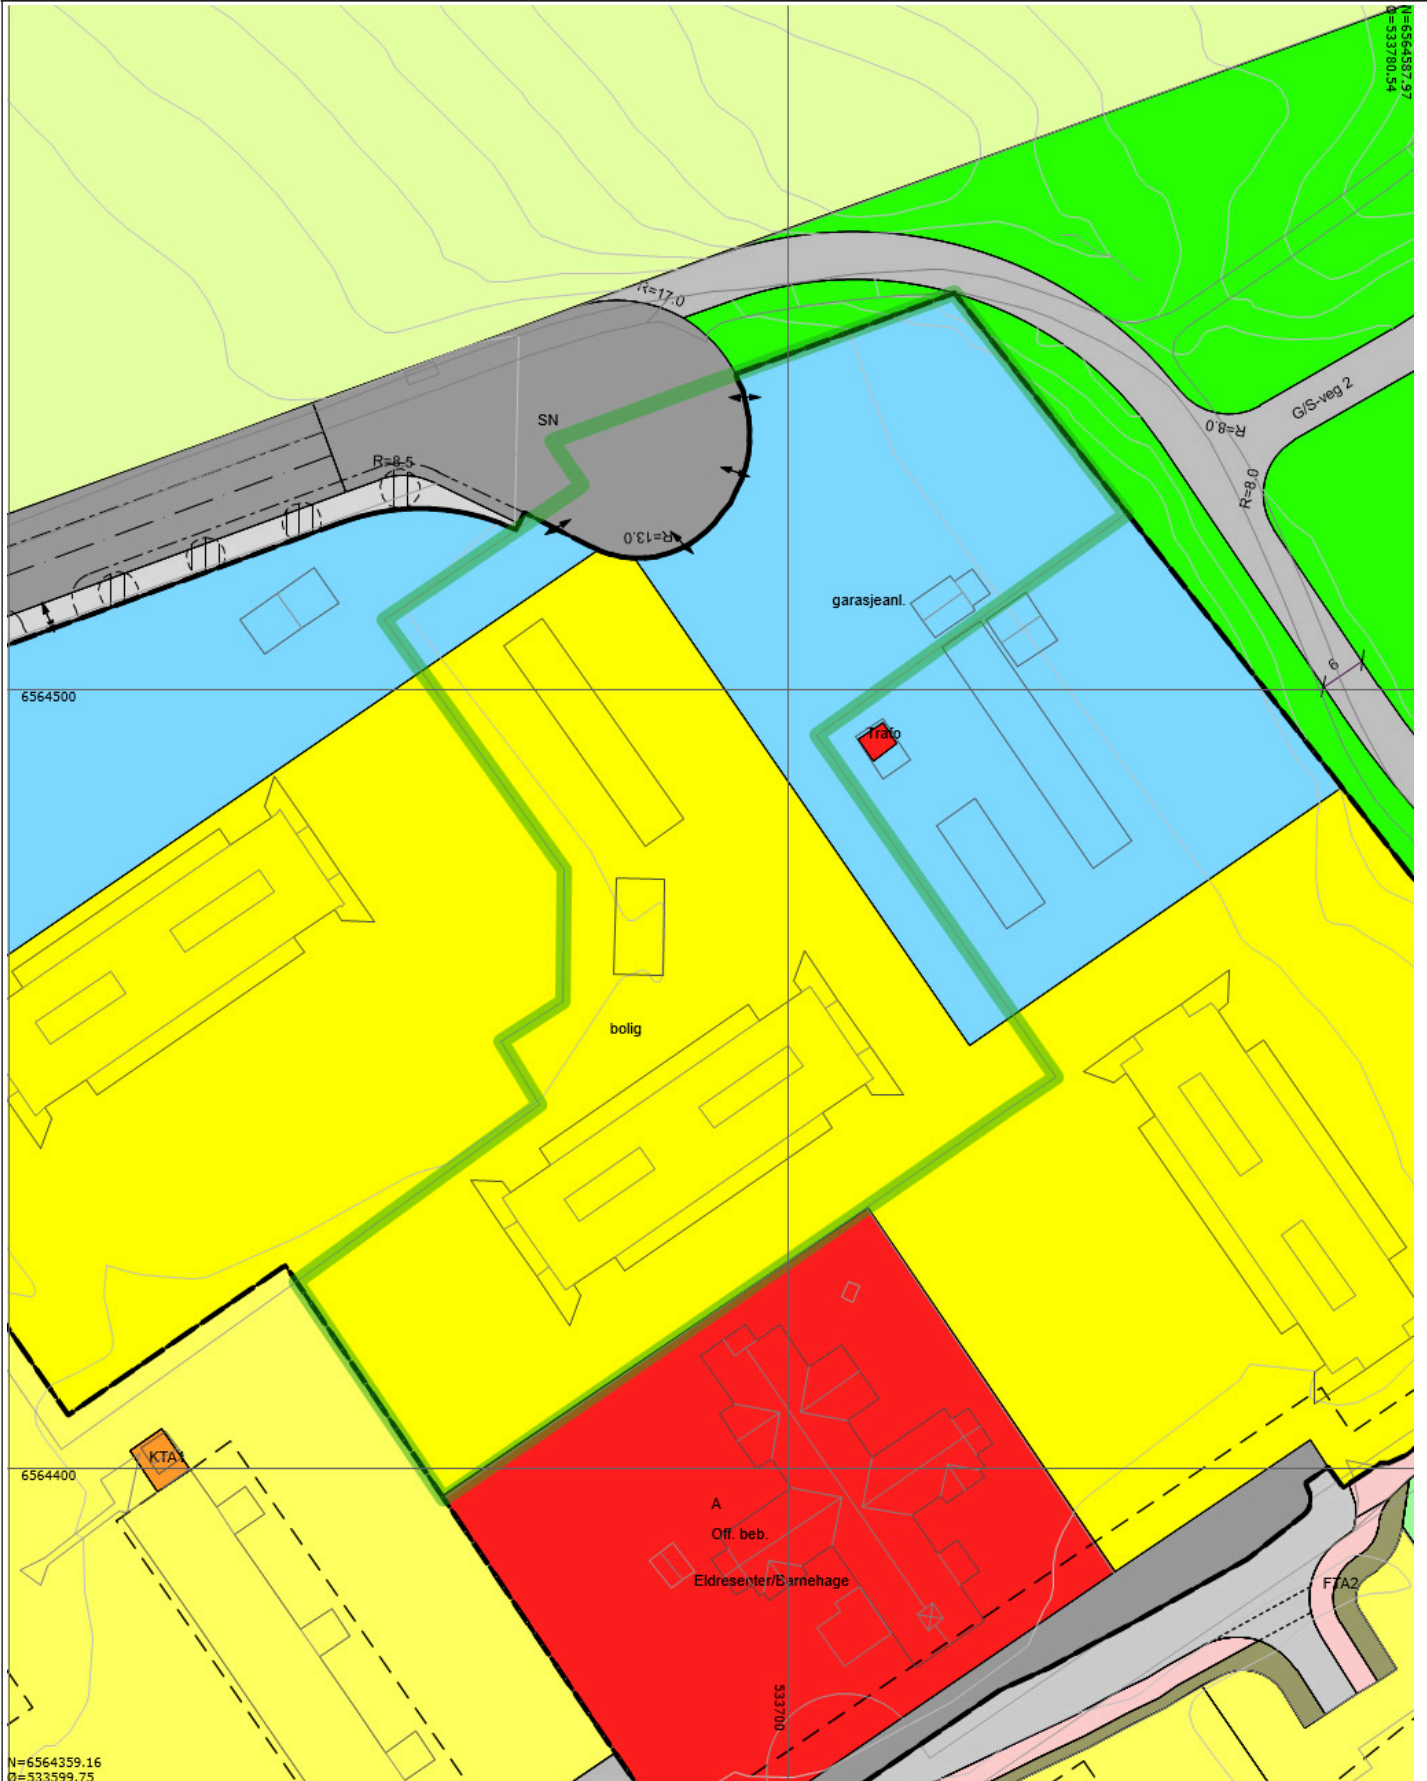 N=6564587.97
Ø=533780.54
R=17.0
G/S-veg 2
R=8.0
SN
R=8.5
R=8.0
R=13.0
garasjeanl.
6
6564500
Trafo
bolig
KTA1
6564400
A
Off. beb.
Eldresenter/Barnehage
FTA2
533700
N=6564359.16
Ø=533599.75